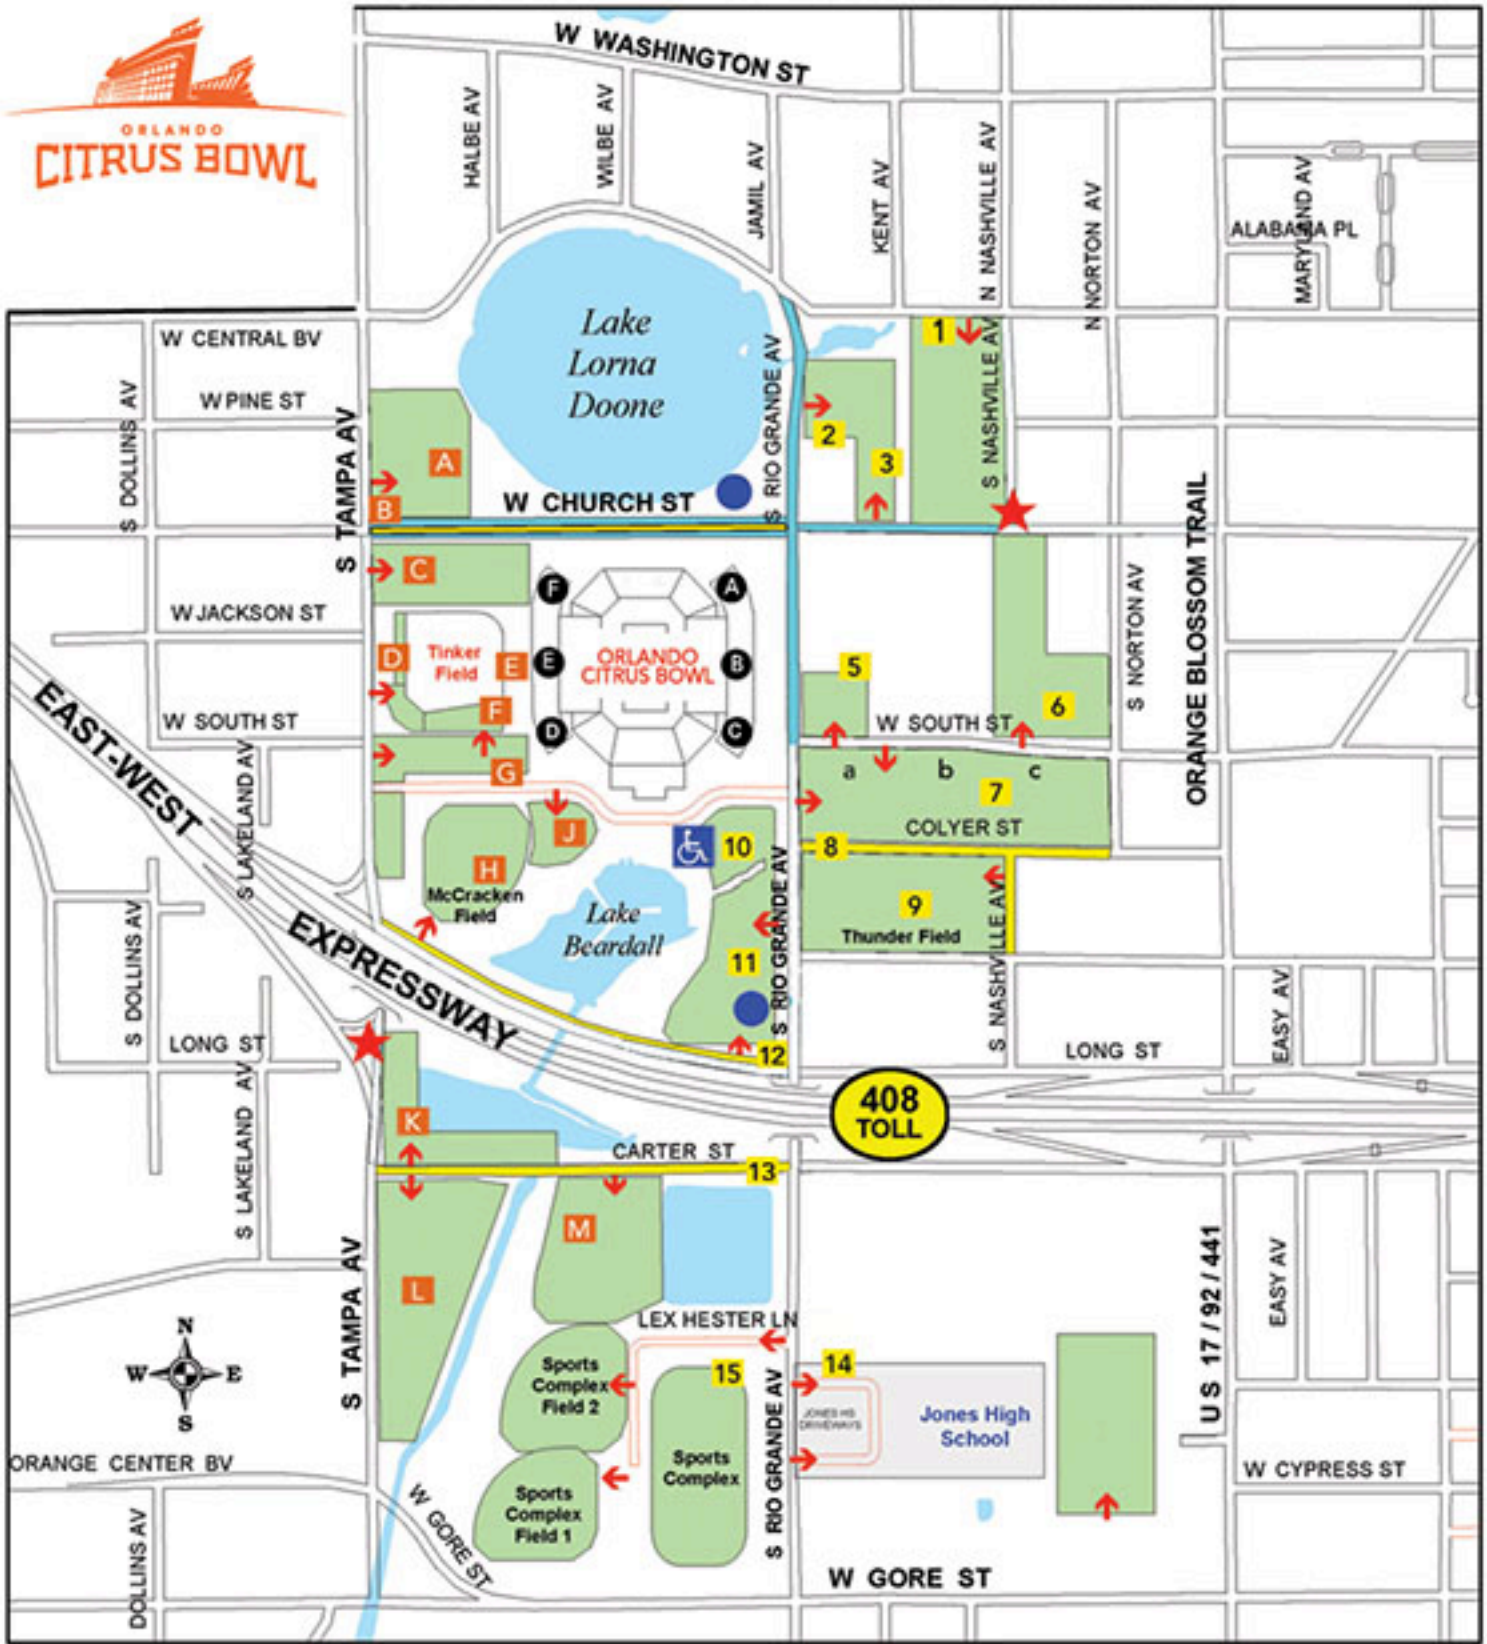 ORLANDO
CITRUS BOWL
W WASHINGTON ST
HALBE AV
WILBE AV
JAMIL AV
KENT AV
N NASHVILLE AV
N NORTON AV
MARYLAND AV
ALABAMA PL
W CENTRAL BV
W PINE ST
S DOLLINS AV
S TAMPA AV
Lake
Lorna
Doone
S RIO GRANDE AV
1
2
3
S NASHVILLE AV
A
B
W CHURCH ST
C
W JACKSON ST
D
Tinker
Field
E
F
F
E
D
A
B
C
ORLANDO
CITRUS BOWL
5
6
S NORTON AV
ORANGE BLOSSOM TRAIL
W SOUTH ST
W SOUTH ST
G
a
b
c
7
COLYER ST
EAST-WEST
EXPRESSWAY
S LAKELAND AV
J
H
McCracken
Field
10
8
9
Thunder Field
S NASHVILLE AV
Lake
Beardall
11
S RIO GRANDE AV
S DOLLINS AV
LONG ST
12
LONG ST
EASY AV
408
TOLL
K
S LAKELAND AV
CARTER ST
13
M
L
S TAMPA AV
LEX HESTER LN
N
W
E
S
Sports
Complex
Field 2
15
14
JONES HS
DRIVEWAYS
Jones High
School
Sports
Complex
Sports
Complex
Field 1
S RIO GRANDE AV
US 17 / 92 / 441
EASY AV
ORANGE CENTER BV
W CYPRESS ST
DOLLINS AV
W GORE ST
W GORE ST